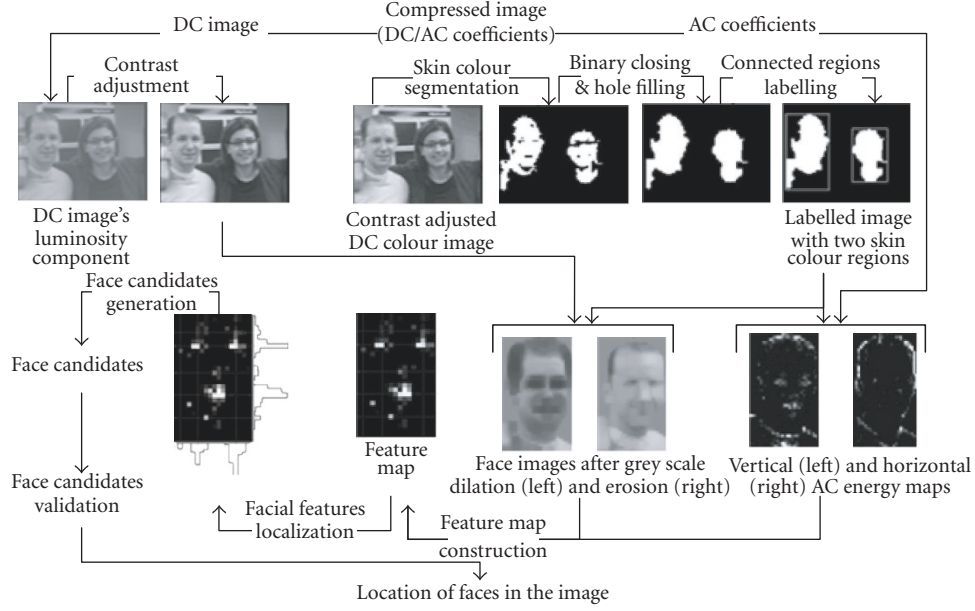 Compressed image
(DC/AC coefficients)
DC image
AC coefficients
Contrast
adjustment
Skin colour
segmentation
Binary closing
& hole filling
Connected regions
labelling
DC image's
luminosity
component
Contrast adjusted
DC colour image
Labelled image
with two skin
colour regions
Face candidates
generation
Face candidates
Face candidates
validation
Feature
map
Face images after grey scale
dilation (left) and erosion (right)
Vertical (left) and horizontal
(right) AC energy maps
Facial features
localization
Feature map
construction
Location of faces in the image